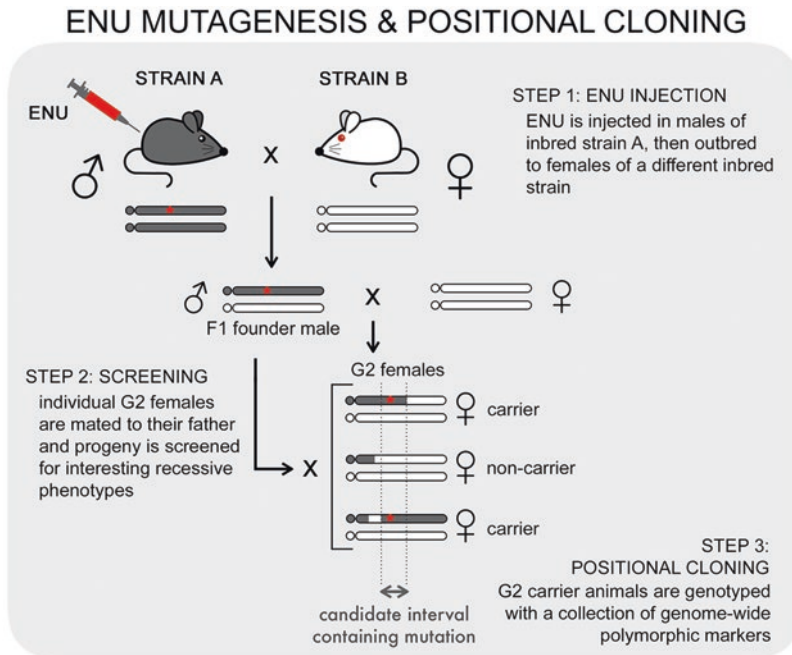 ENU MUTAGENESIS & POSITIONAL CLONING
STRAIN A
STRAIN B
ENU
X
STEP 1: ENU INJECTION
ENU is injected in males of
inbred strain A, then outbred
to females of a different inbred
strain
X
F1 founder male
G2 females
STEP 2: SCREENING
individual G2 females
are mated to their father
and progeny is screened
for interesting recessive
phenotypes
X
carrier
non-carrier
carrier
candidate interval
containing mutation
STEP 3:
POSITIONAL CLONING
G2 carrier animals are genotyped
with a collection of genome-wide
polymorphic markers